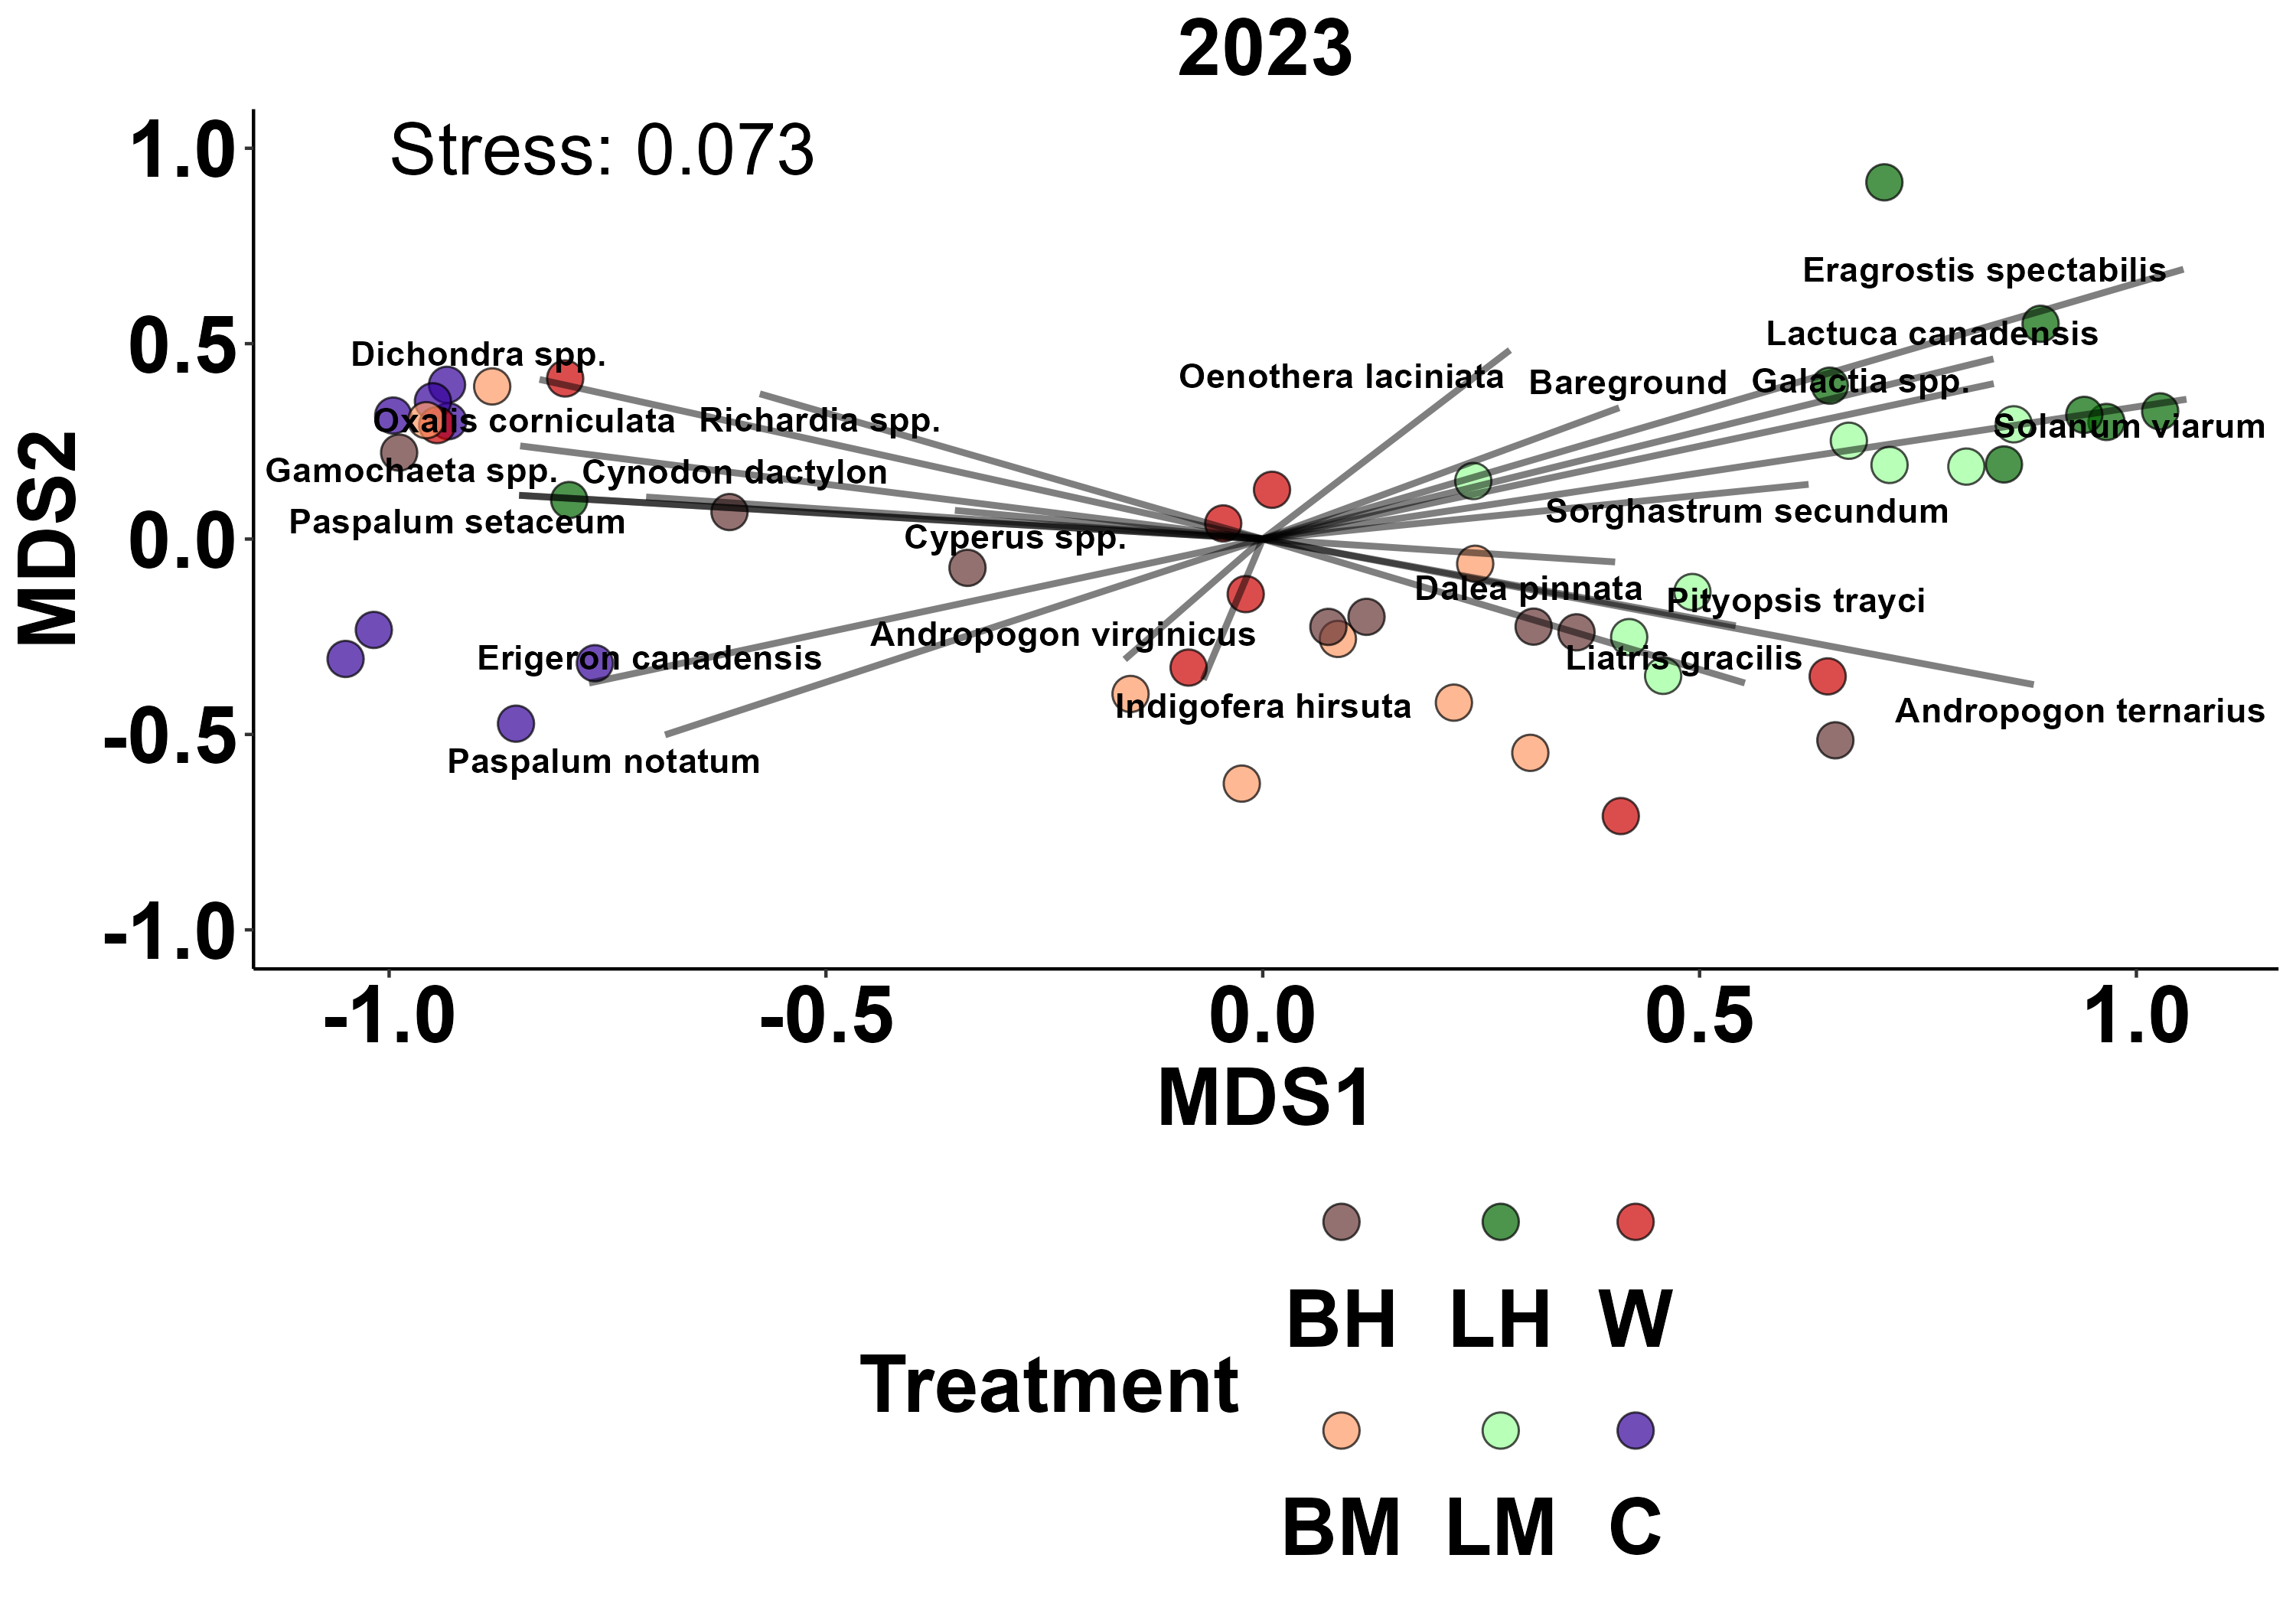 2023
Stress: 0.073
1.0
0.5
0.0
-0.5
-1.0
MDS2
Eragrostis spectabilis
Lactuca canadensis
Dichondra spp.
Oenothera laciniata
Bareground
Galactia spp.
Oxalis corniculata
Richardia spp.
Solanum viarum
Gamochaeta spp.
Cynodon dactylon
Paspalum setaceum
Sorghastrum secundum
Cyperus spp.
Dalea pinnata
Pityopsis trayci
Andropogon virginicus
Erigeron canadensis
Liatris gracilis
Indigofera hirsuta
Andropogon ternarius
Paspalum notatum
-1.0
-0.5
0.0
0.5
1.0
MDS1
Treatment
BH
LH
W
BM
LM
C